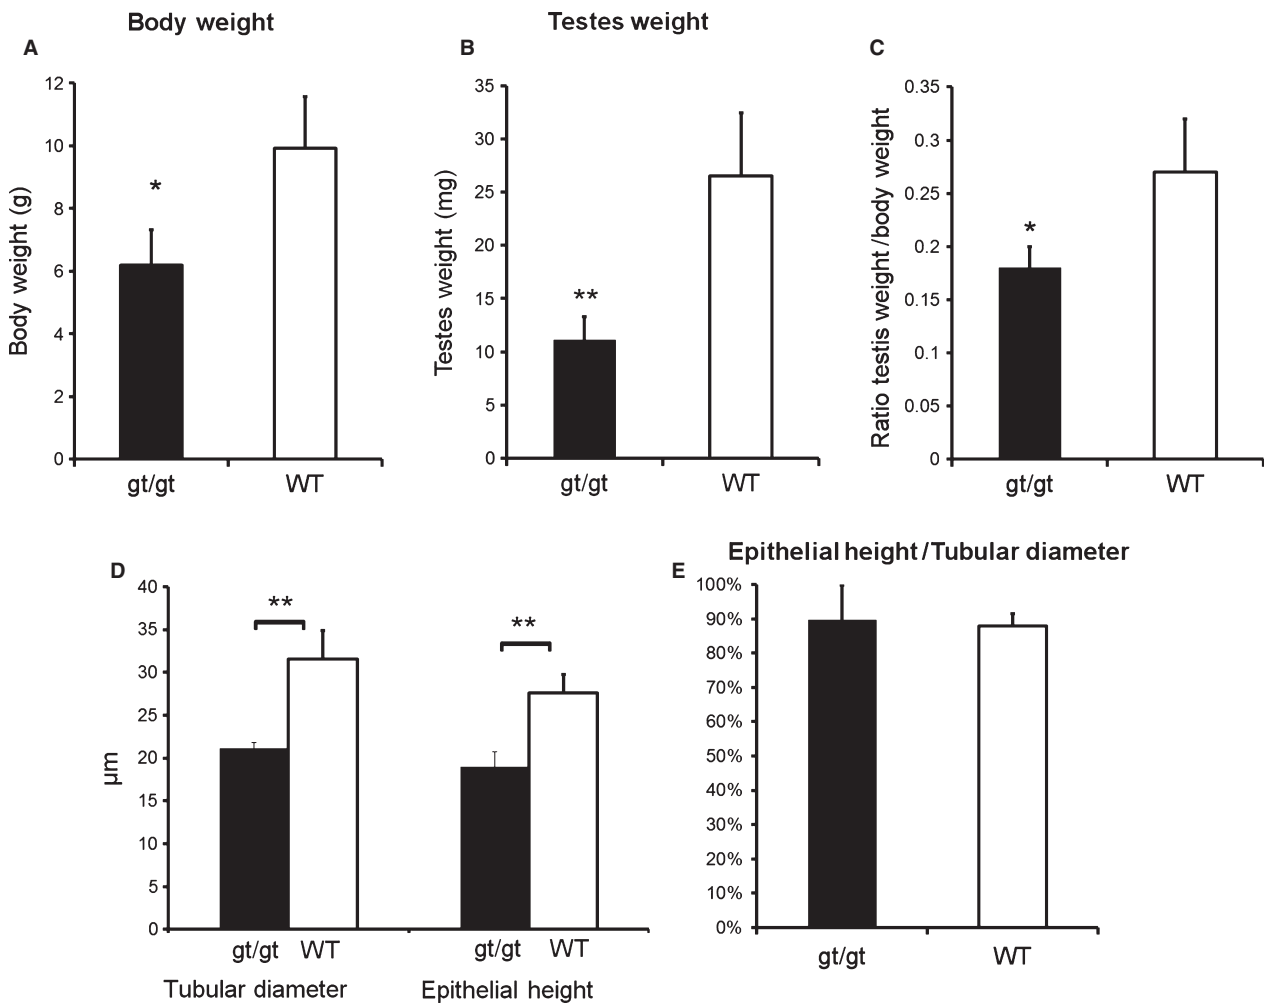 Body weight
A
Body weight (g)
12
10
8
6
4
2
0
*
gt/gt
WT
Testes weight
B
Testes weight (mg)
35
30
25
20
15
10
5
0
**
gt/gt
WT
C
Ratio testis weight/body weight
0.35
0.3
0.25
0.2
0.15
0.1
0.05
0
*
gt/gt
WT
D
µm
40
35
30
25
20
15
10
5
0
**
**
gt/gt WT
gt/gt WT
Tubular diameter
Epithelial height
Epithelial height/Tubular diameter
E
100%
90%
80%
70%
60%
50%
40%
30%
20%
10%
0%
gt/gt
WT